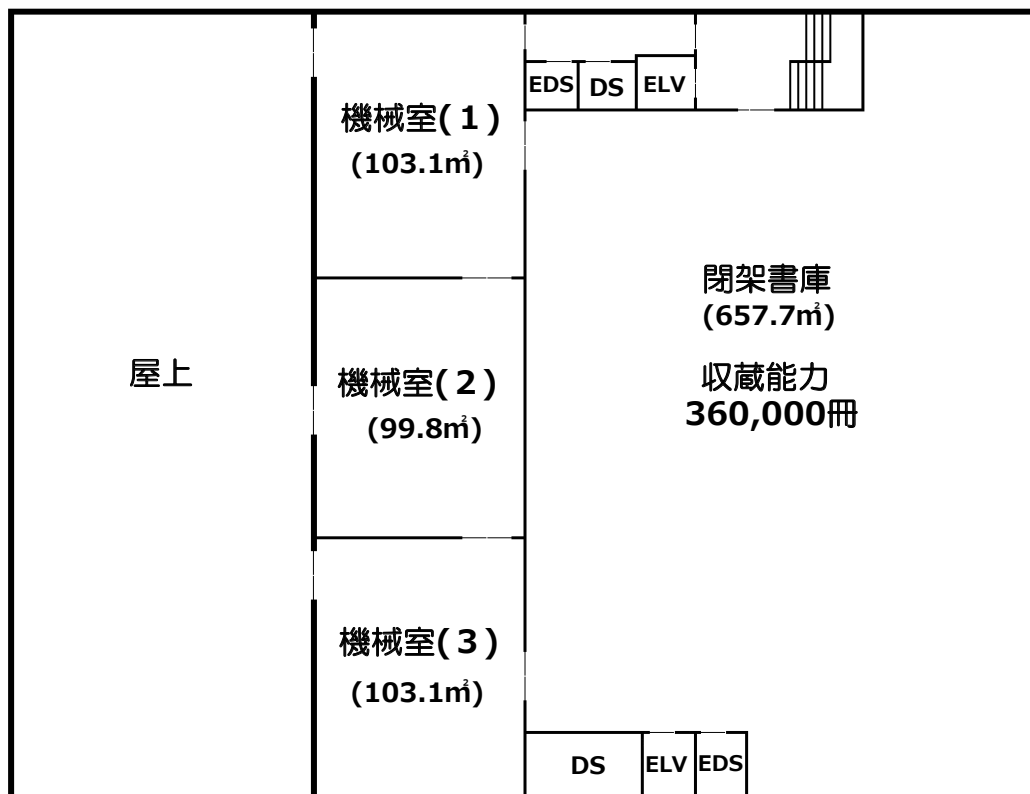 EDS
DS
ELV
機械室(１)
(103.1㎡)
閉架書庫
(657.7㎡)
収蔵能力
360,000冊
屋上
機械室(２)
(99.8㎡)
機械室(３)
(103.1㎡)
DS
ELV
EDS